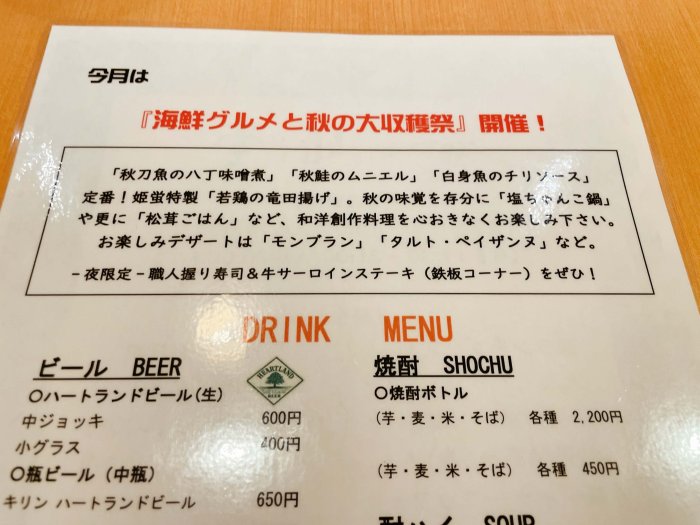 今月は
『海鮮グルメと秋の大収穫祭』開催！
「秋刀魚の八丁味噌煮」「秋鮭のムニエル」「白身魚のチリソース」
定番！姫蛍特製「若鶏の竜田揚げ」。秋の味覚を存分に「塩ちゃんこ鍋」
や更に「松茸ごはん」など、和洋創作料理を心おきなくお楽しみ下さい。
お楽しみデザートは「モンブラン」「タルト・ペイザンヌ」など。
－夜限定－職人握り寿司＆牛サーロインステーキ（鉄板コーナー）をぜひ！
DRINK MENU
ビール BEER
○ハートランドビール(生)
HEARTLAND
BEER
中ジョッキ 600円
小グラス 400円
○瓶ビール（中瓶）
キリン ハートランドビール 650円
焼酎 SHOCHU
○焼酎ボトル
(芋・麦・米・そば) 各種 2,200円
(芋・麦・米・そば) 各種 450円